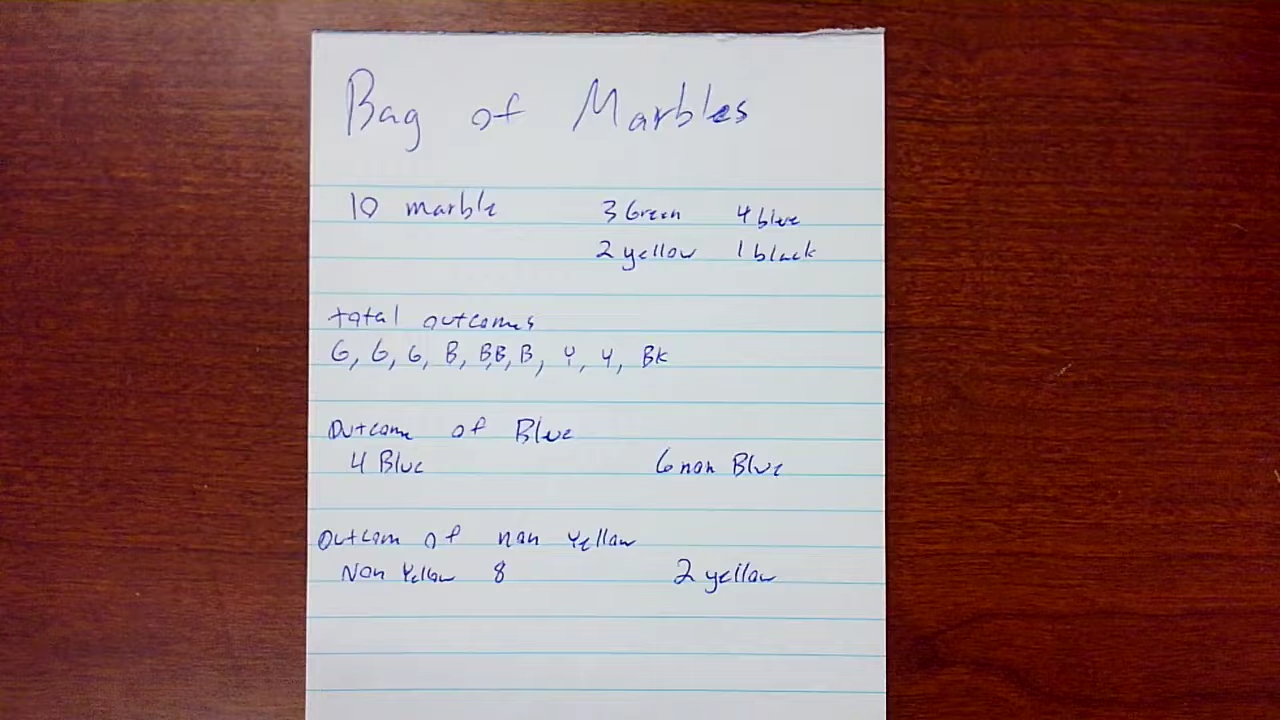 Bag of Marbles
10 marble 3 Green 4 blue
2 yellow 1 black
total outcomes
G, G, G, B, B,B, B, Y, Y, BK
Outcome of Blue
4 Blue 6 non Blue
Outcom of non Yellow
Non Yellow 8 2 yellow